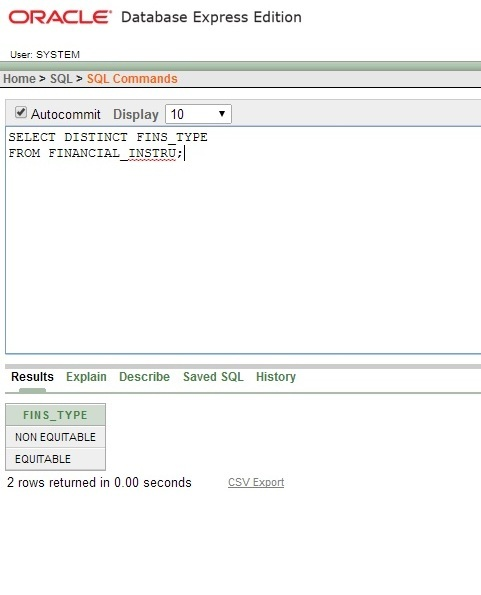 ORACLE® Database Express Edition
User: SYSTEM
Home > SQL > SQL Commands
Autocommit Display 10
SELECT DISTINCT FINS_TYPE
FROM FINANCIAL_INSTRU;
Results Explain Describe Saved SQL History
FINS_TYPE
NON EQUITABLE
EQUITABLE
2 rows returned in 0.00 seconds CSV Export